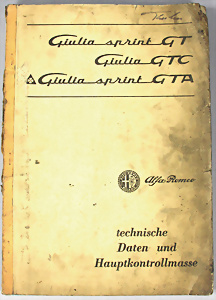 Giulia sprint GT
Giulia GTC
Giulia sprint GTA
Alfa Romeo
technische
Daten und
Hauptkontrollmasse